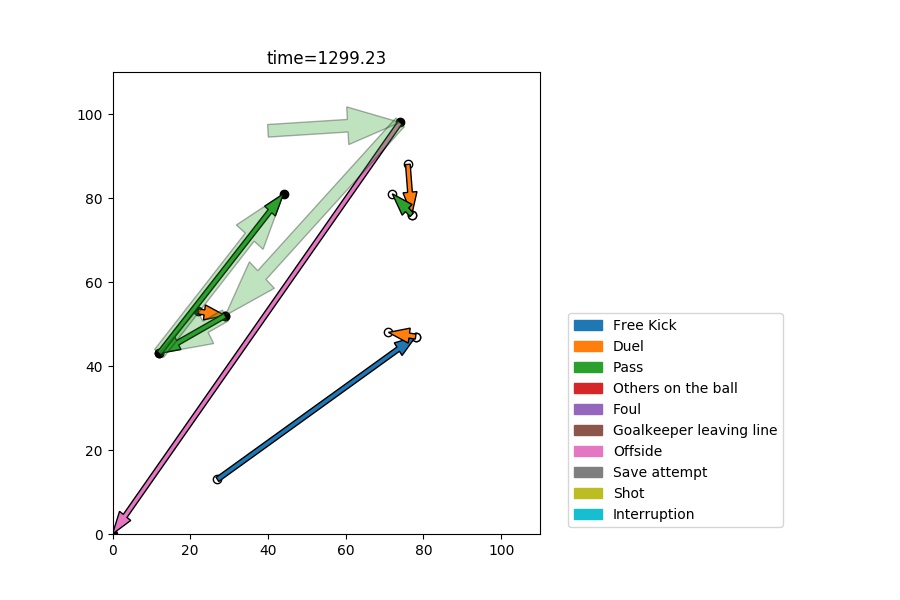 time=1299.23
100
80
60
40
20
0
0 20 40 60 80 100
Free Kick
Duel
Pass
Others on the ball
Foul
Goalkeeper leaving line
Offside
Save attempt
Shot
Interruption